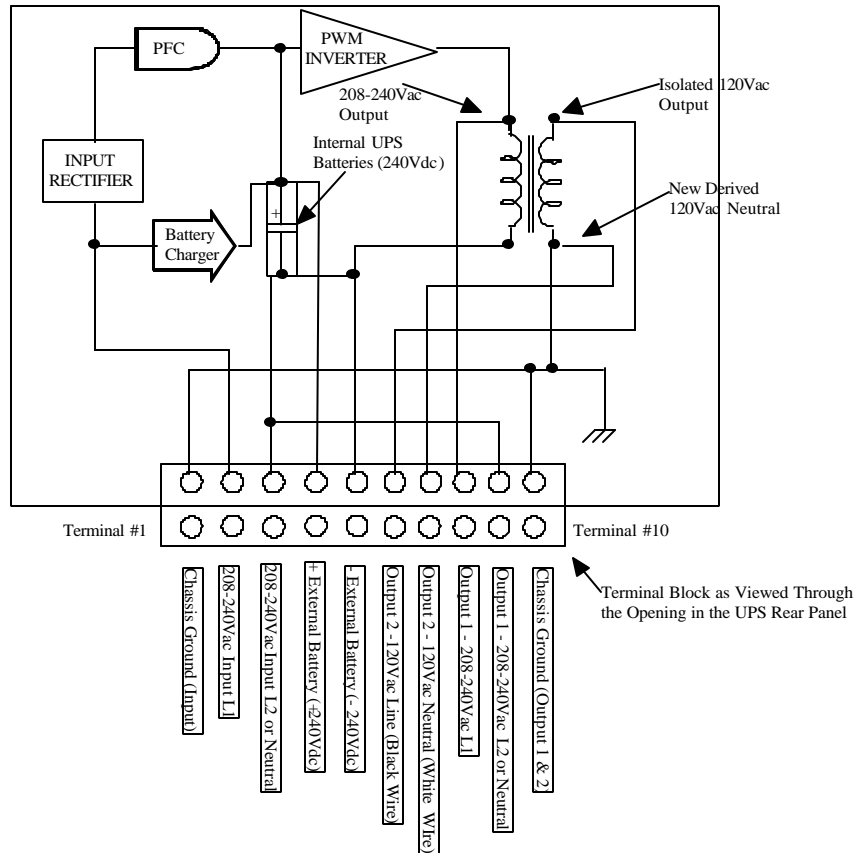 PFC
PWM
INVERTER
208-240Vac
Output
Isolated 120Vac
Output
Internal UPS
Batteries (240Vdc)
INPUT
RECTIFIER
New Derived
120Vac Neutral
+
Battery
Charger
Terminal #1
Terminal #10
Chassis Ground (Input)
208-240Vac Input L1
208-240Vac Input L2 or Neutral
+ External Battery (+240Vdc)
- External Battery (- 240Vdc)
Output 2 -120Vac Line (Black Wire)
Output 2 - 120Vac Neutral (White WIre)
Output 1 - 208-240Vac L1
Output 1 - 208-240Vac L2 or Neutral
Chassis Ground (Output 1 & 2)
Terminal Block as Viewed Through
the Opening in the UPS Rear Panel